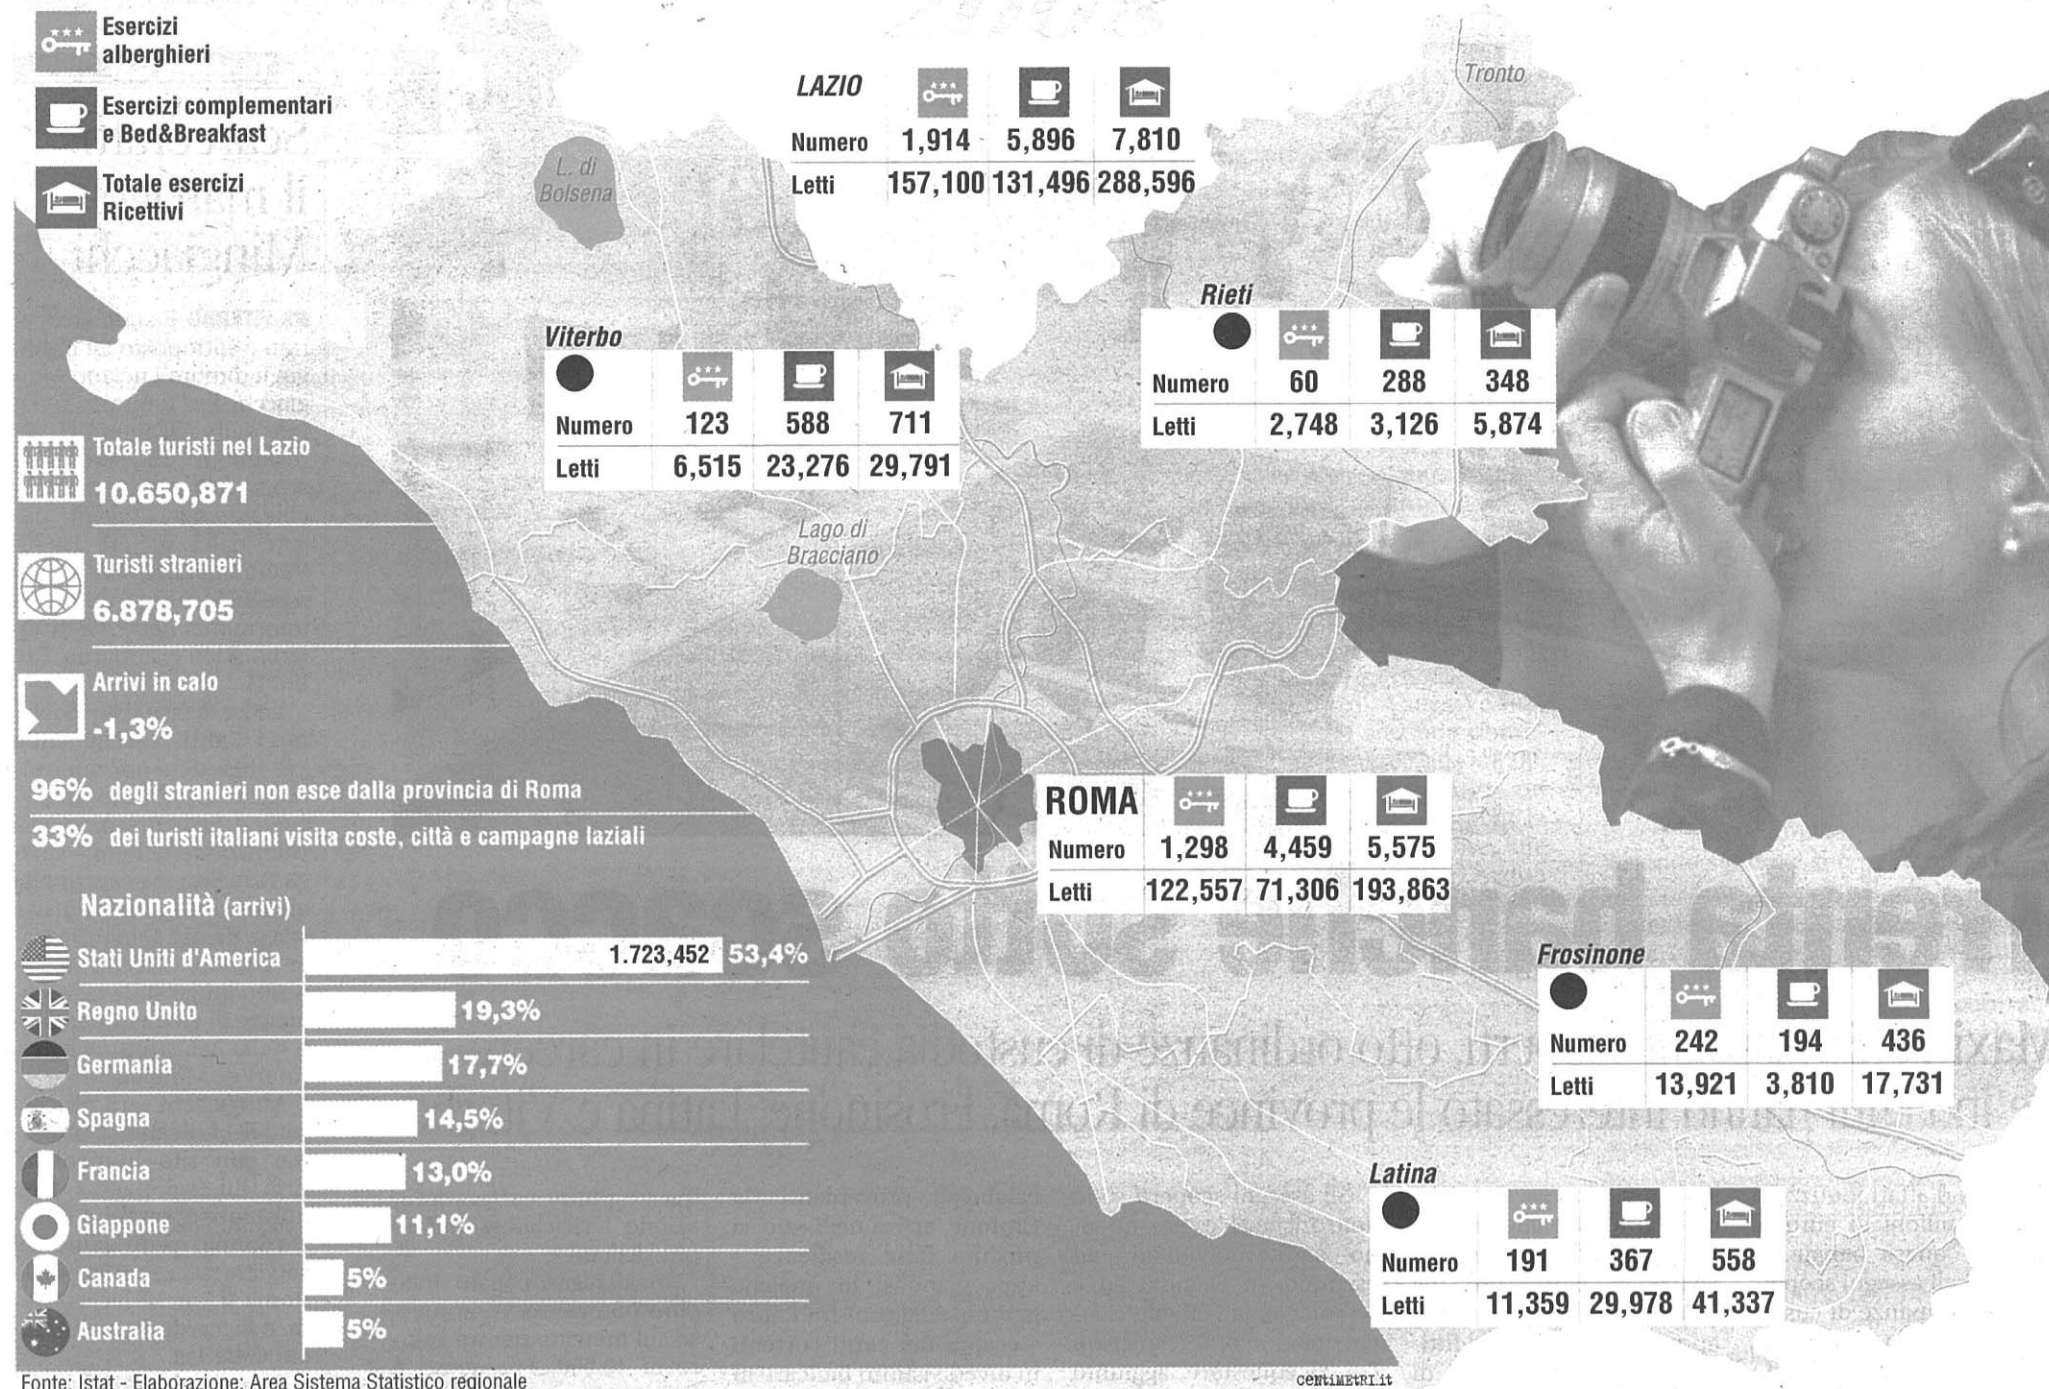 Esercizi
alberghieri
Esercizi complementari
e Bed&Breakfast
Totale esercizi
Ricettivi
LAZIO
Numero 1,914 5,896 7,810
Letti 157,100 131,496 288,596
Tronto
L. di
Bolsena
Viterbo
Numero 123 588 711
Letti 6,515 23,276 29,791
Rieti
Numero 60 288 348
Letti 2,748 3,126 5,874
Lago di
Bracciano
Totale turisti nel Lazio
10.650,871
Turisti stranieri
6.878,705
Arrivi in calo
-1,3%
96% degli stranieri non esce dalla provincia di Roma
33% dei turisti italiani visita coste, città e campagne laziali
ROMA
Numero 1,298 4,459 5,575
Letti 122,557 71,306 193,863
Nazionalità (arrivi)
Stati Uniti d'America 1.723,452 53,4%
Regno Unito 19,3%
Germania 17,7%
Spagna 14,5%
Francia 13,0%
Giappone 11,1%
Canada 5%
Australia 5%
Frosinone
Numero 242 194 436
Letti 13,921 3,810 17,731
Latina
Numero 191 367 558
Letti 11,359 29,978 41,337
Fonte: Istat - Elaborazione: Area Sistema Statistico regionale
CENTIMETRI.it